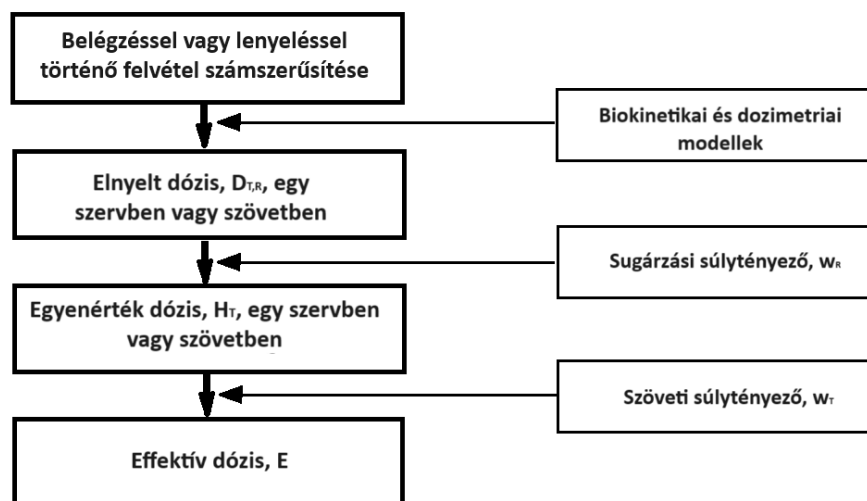 Belégzéssel vagy lenyeléssel
történő felvétel számszerűsítése
Biokinetikai és dozimetriai
modellek
Elnyelt dózis, DT,R, egy
szervben vagy szövetben
Sugárzási súlytényező, wR
Egyenérték dózis, HT, egy szervben
vagy szövetben
Szöveti súlytényező, wT
Effektív dózis, E